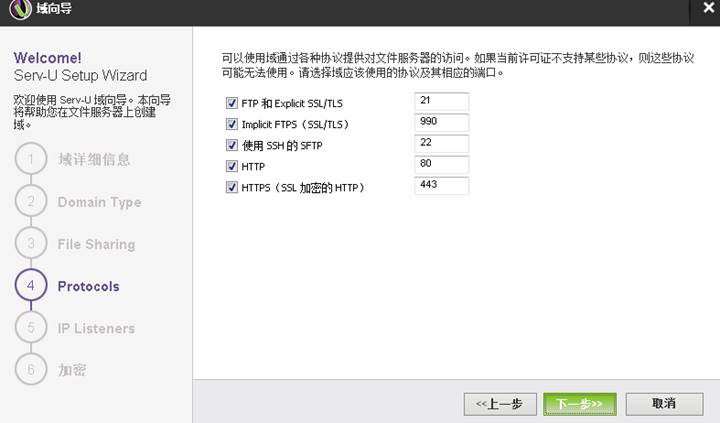 域向导
Welcome!
Serv-U Setup Wizard
欢迎使用 Serv-U 域向导。本向导
将帮助您在文件服务器上创建
域。
1 域详细信息
2 Domain Type
3 File Sharing
4 Protocols
5 IP Listeners
6 加密
可以使用域通过各种协议提供对文件服务器的访问。如果当前许可证不支持某些协议，则这些协议
可能无法使用。请选择域应该使用的协议及其相应的端口。
FTP 和 Explicit SSL/TLS 21
Implicit FTPS（SSL/TLS） 990
使用 SSH 的 SFTP 22
HTTP 80
HTTPS（SSL 加密的 HTTP） 443
<<上一步 下一步>> 取消